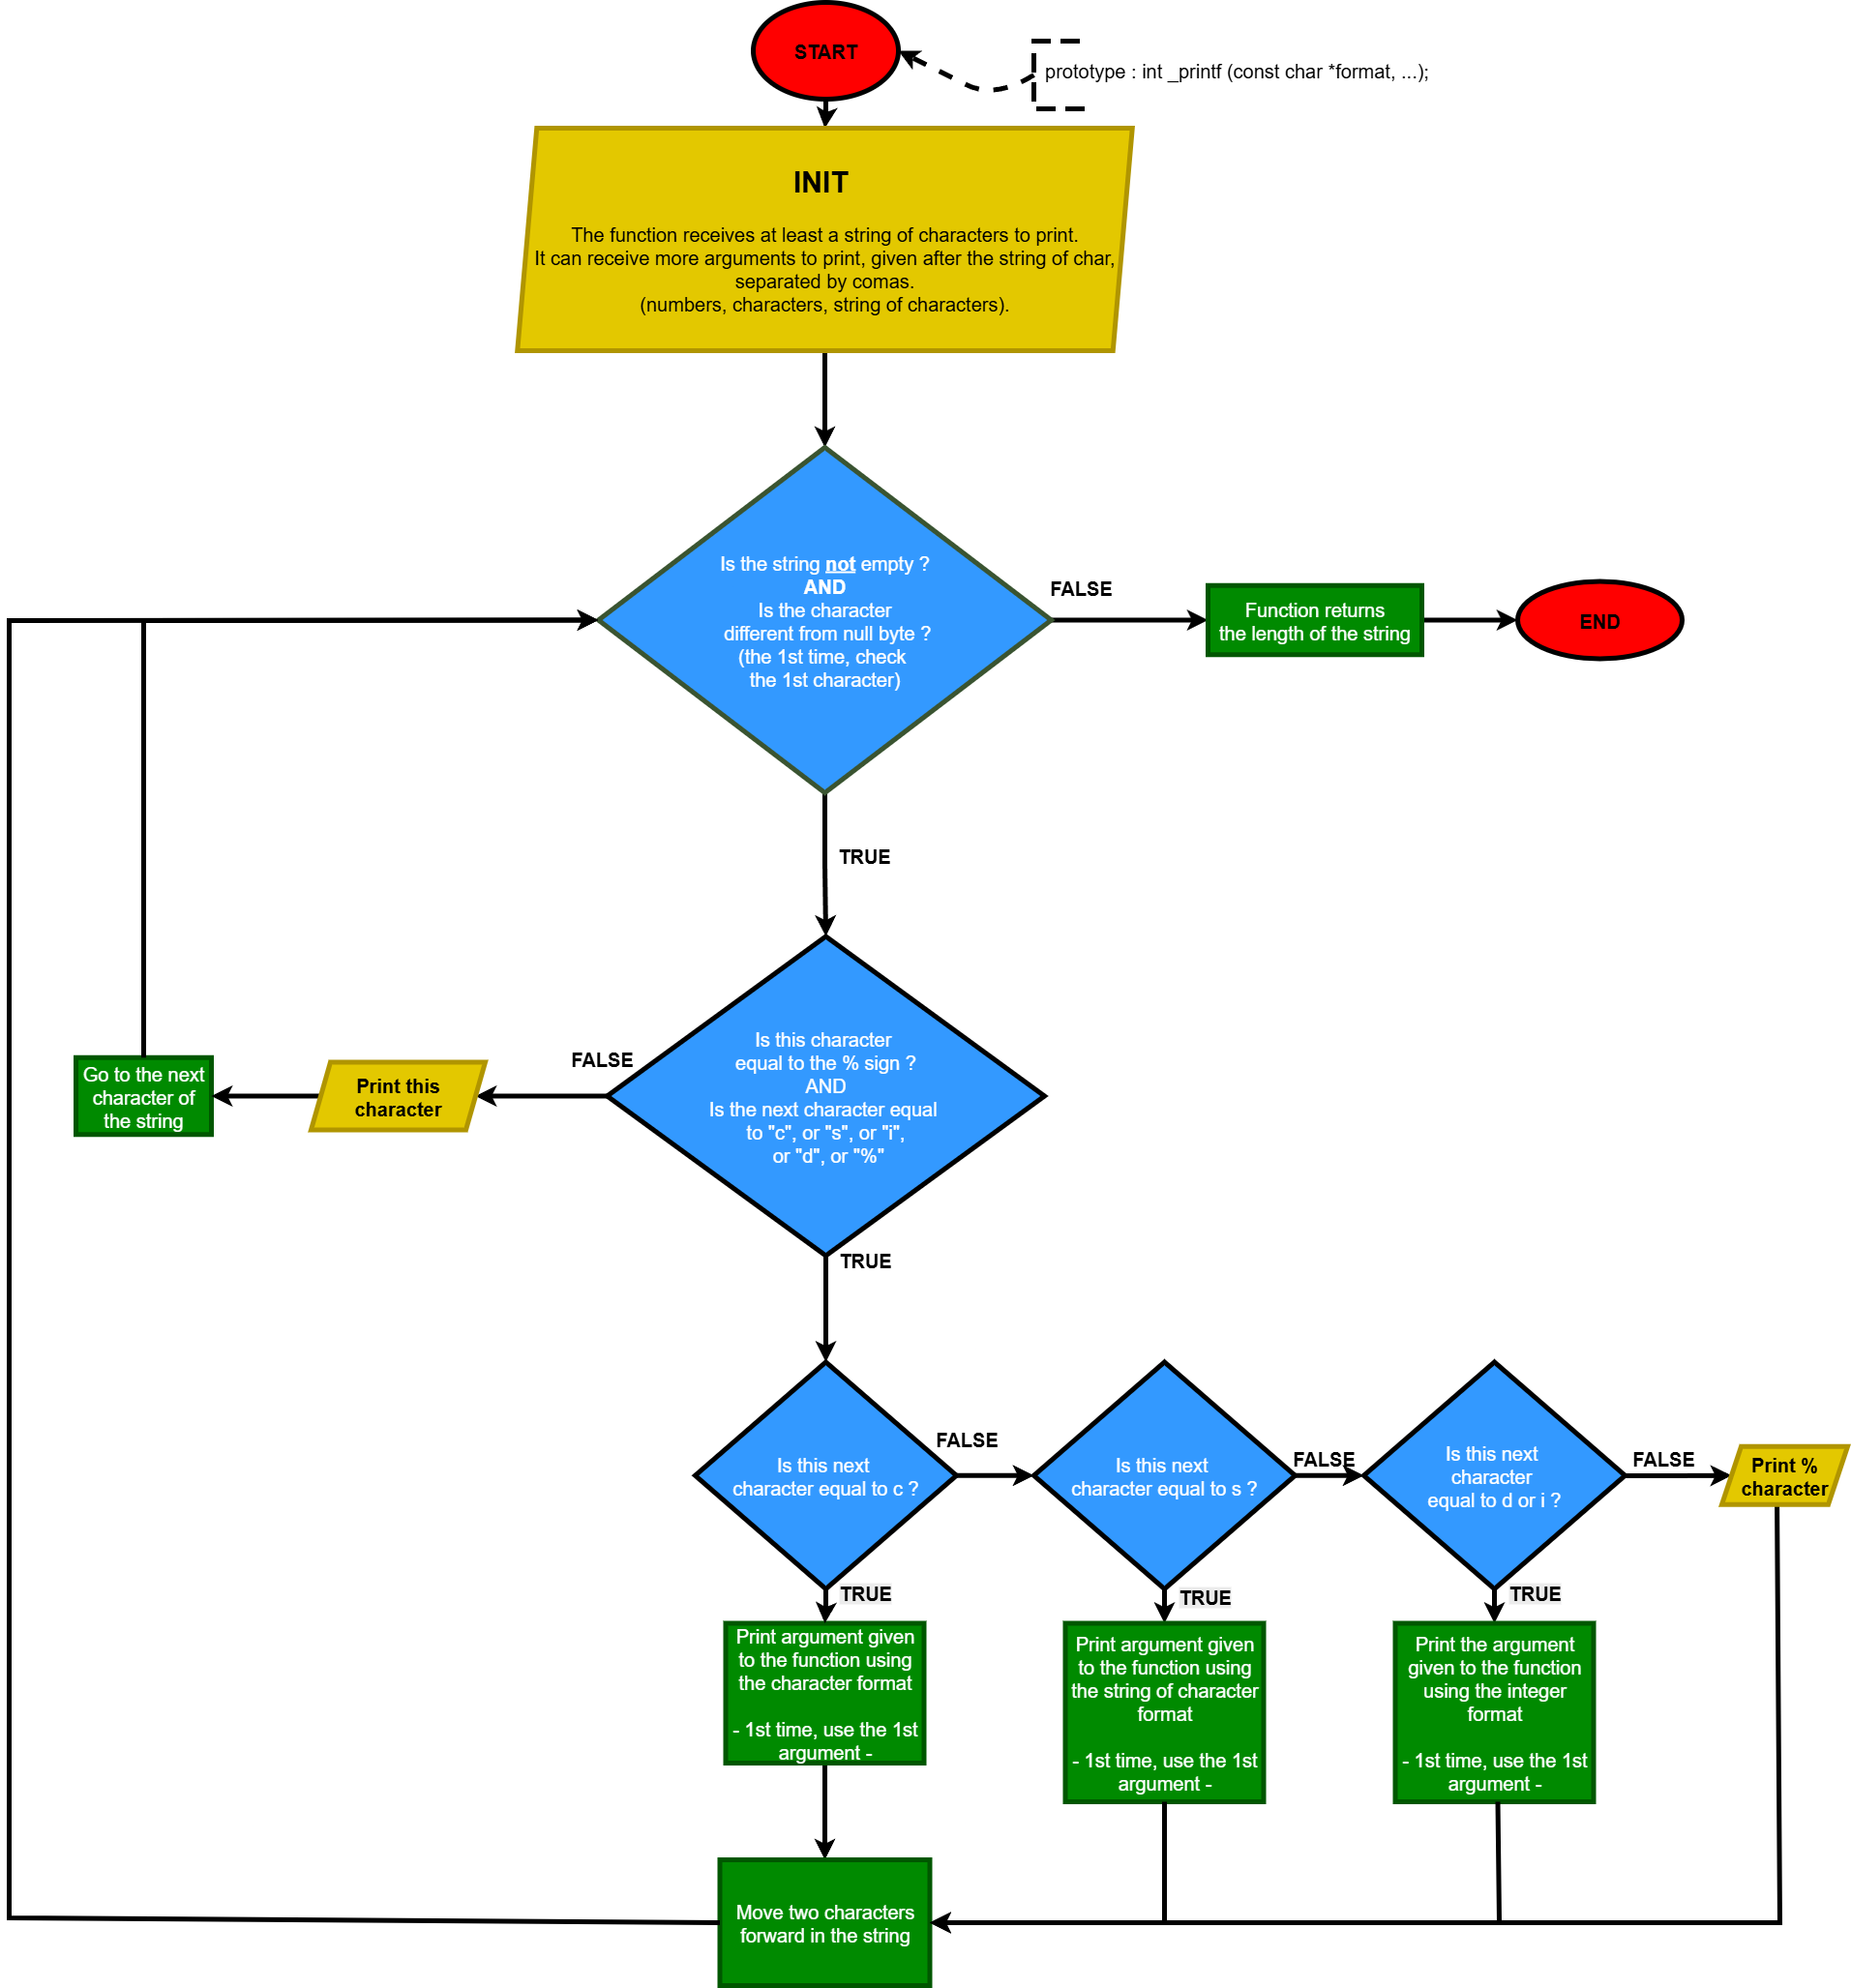 START
prototype : int _printf (const char *format, ...);
INIT
The function receives at least a string of characters to print.
It can receive more arguments to print, given after the string of char,
separated by comas.
(numbers, characters, string of characters).
Is the string not empty ?
AND
Is the character
different from null byte ?
(the 1st time, check
the 1st character)
FALSE
Function returns
the length of the string
END
TRUE
Is this character
equal to the % sign ?
AND
Is the next character equal
to "c", or "s", or "i",
or "d", or "%"
FALSE
Print this
character
Go to the next
character of
the string
TRUE
Is this next
character equal to c ?
FALSE
Is this next
character equal to s ?
FALSE
Is this next
character
equal to d or i ?
FALSE
Print %
character
TRUE
TRUE
TRUE
Print argument given
to the function using
the character format
- 1st time, use the 1st
argument -
Print argument given
to the function using
the string of character
format
- 1st time, use the 1st
argument -
Print the argument
given to the function
using the integer
format
- 1st time, use the 1st
argument -
Move two characters
forward in the string